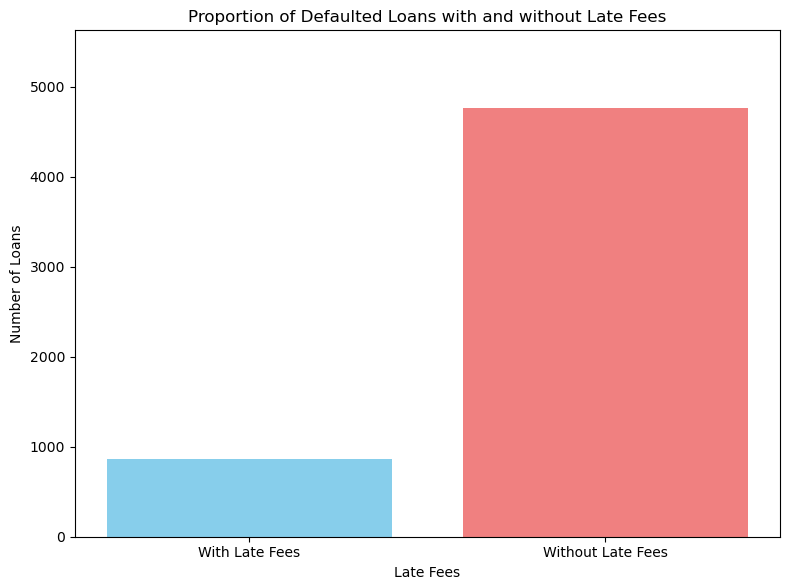 Proportion of Defaulted Loans with and without Late Fees
Number of Loans
5000
4000
3000
2000
1000
0
With Late Fees
Without Late Fees
Late Fees